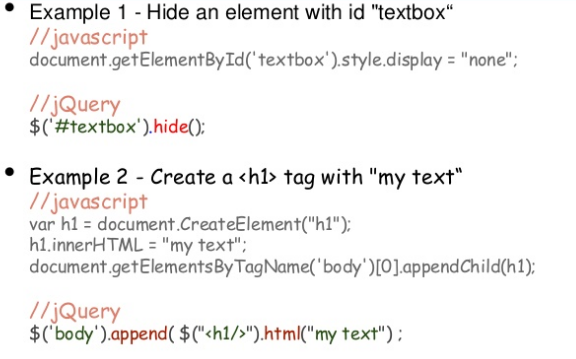 • Example 1 - Hide an element with id "textbox“
//javascript
document.getElementById('textbox').style.display = "none";
//jQuery
$('#textbox').hide();
• Example 2 - Create a <h1> tag with "my text“
//javascript
var h1 = document.CreateElement("h1");
h1.innerHTML = "my text";
document.getElementsByTagName('body')[0].appendChild(h1);
//jQuery
$('body').append( $("<h1/>").html("my text") ;